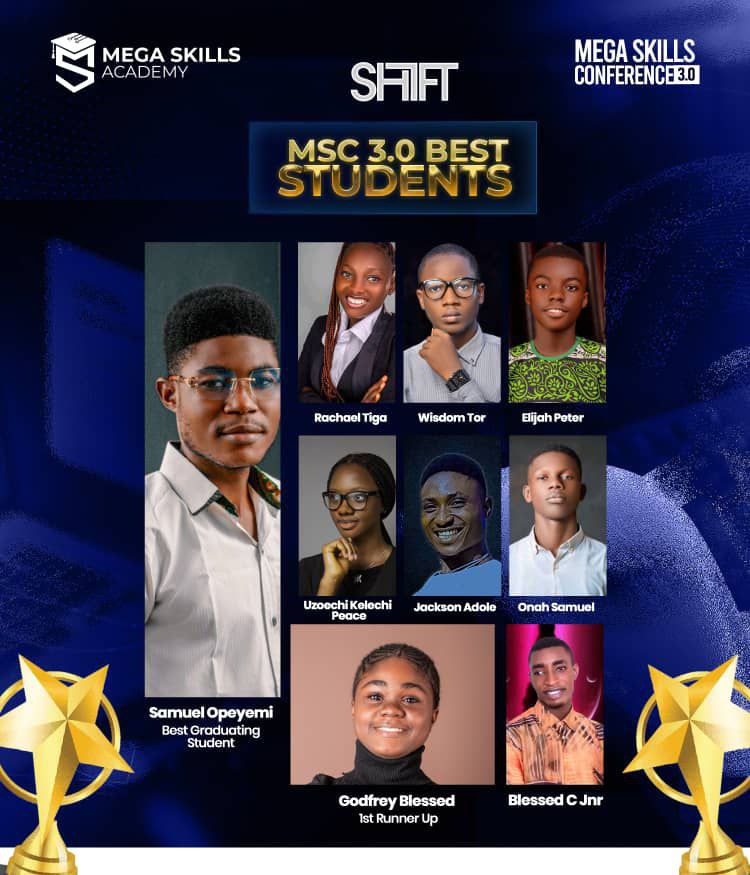 MEGA SKILLS
ACADEMY
SHIFT
MEGA SKILLS
CONFERENCE 3.0
MSC 3.0 BEST
STUDENTS
Rachael Tiga
Wisdom Tor
Elijah Peter
Uzoechi Kelechi
Peace
Jackson Adole
Onah Samuel
Samuel Opeyemi
Best Graduating
Student
Godfrey Blessed
1st Runner Up
Blessed C Jnr